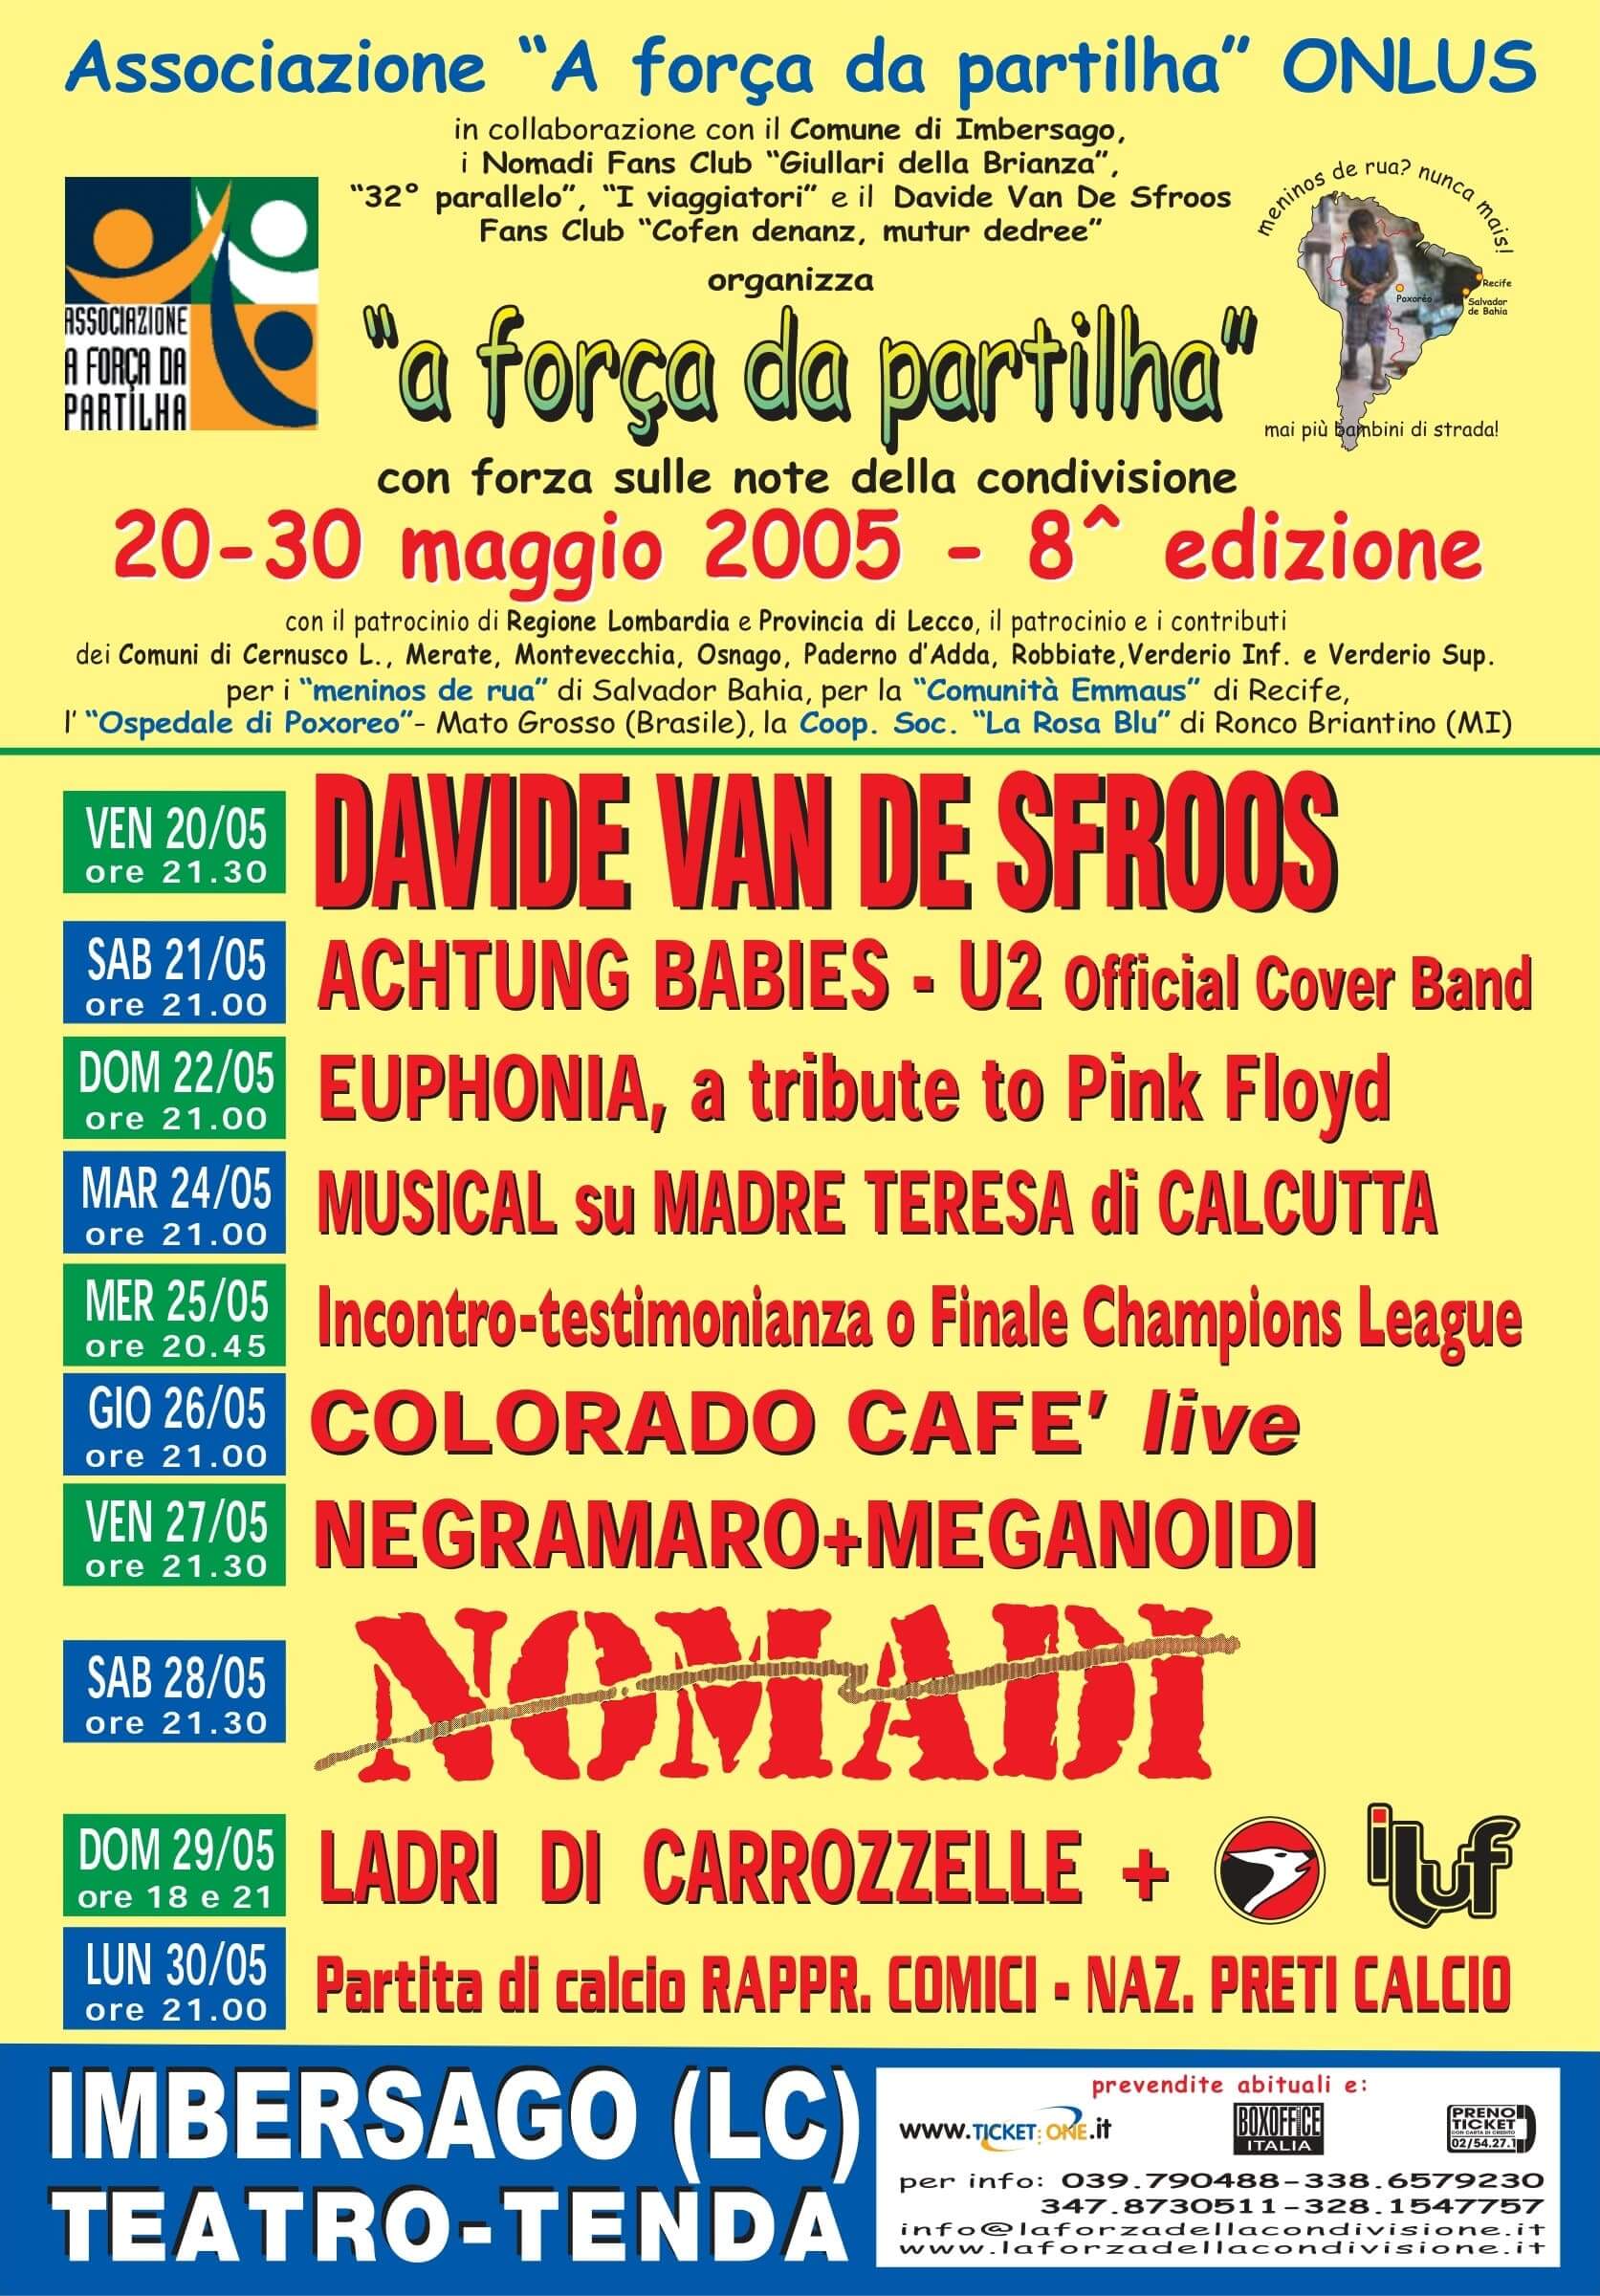 Associazione “A força da partilha” ONLUS
in collaborazione con il Comune di Imbersago,
i Nomadi Fans Club “Giullari della Brianza”,
“32° parallelo”, “I viaggiatori” e il Davide Van De Sfroos
Fans Club “Cofen denanz, mutur dedree”
organizza
ASSOCIAZIONE
A FORÇA DA
PARTILHA
“a força da partilha”
meninos de rua? nunca mais!
Recife
Poxoréo
Salvador
de Bahia
mai più bambini di strada!
con forza sulle note della condivisione
20-30 maggio 2005 - 8^ edizione
con il patrocinio di Regione Lombardia e Provincia di Lecco, il patrocinio e i contributi
dei Comuni di Cernusco L., Merate, Montevecchia, Osnago, Paderno d’Adda, Robbiate,Verderio Inf. e Verderio Sup.
per i “meninos de rua” di Salvador Bahia, per la “Comunità Emmaus” di Recife,
l’ “Ospedale di Poxoreo”- Mato Grosso (Brasile), la Coop. Soc. “La Rosa Blu” di Ronco Briantino (MI)
VEN 20/05
ore 21.30
DAVIDE VAN DE SFROOS
SAB 21/05
ore 21.00
ACHTUNG BABIES - U2 Official Cover Band
DOM 22/05
ore 21.00
EUPHONIA, a tribute to Pink Floyd
MAR 24/05
ore 21.00
MUSICAL su MADRE TERESA di CALCUTTA
MER 25/05
ore 20.45
Incontro-testimonianza o Finale Champions League
GIO 26/05
ore 21.00
COLORADO CAFE’ live
VEN 27/05
ore 21.30
NEGRAMARO+MEGANOIDI
SAB 28/05
ore 21.30
NOMADI
DOM 29/05
ore 18 e 21
LADRI DI CARROZZELLE +
iLuf
LUN 30/05
ore 21.00
Partita di calcio RAPPR. COMICI - NAZ. PRETI CALCIO
IMBERSAGO (LC)
TEATRO-TENDA
prevendite abituali e:
www.TICKET:ONE.it
BOXOFFICE
ITALIA
PRENO
TICKET
CON CARTA DI CREDITO
02/54.27.1
per info: 039.790488-338.6579230
347.8730511-328.1547757
info@laforzadellacondivisione.it
www.laforzadellacondivisione.it